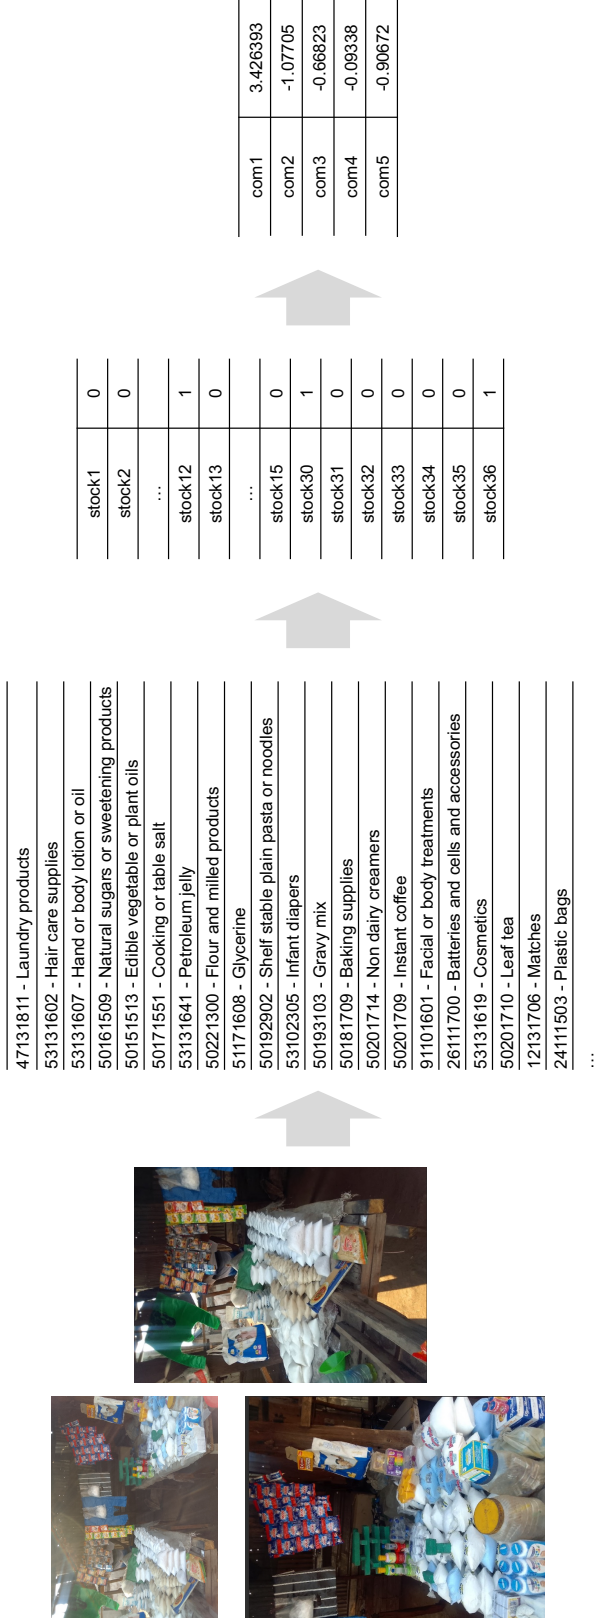 47131811 - Laundry products
53131602 - Hair care supplies
53131607 - Hand or body lotion or oil
50161509 - Natural sugars or sweetening products
50151513 - Edible vegetable or plant oils
50171551 - Cooking or table salt
53131641 - Petroleum jelly
50221300 - Flour and milled products
51171608 - Glycerine
50192902 - Shelf stable plain pasta or noodles
53102305 - Infant diapers
50193103 - Gravy mix
50181709 - Baking supplies
50201714 - Non dairy creamers
50201709 - Instant coffee
91101601 - Facial or body treatments
26111700 - Batteries and cells and accessories
53131619 - Cosmetics
50201710 - Leaf tea
12131706 - Matches
24111503 - Plastic bags
...
stock1 0
stock2 0
...
stock12 1
stock13 0
...
stock15 0
stock30 1
stock31 0
stock32 0
stock33 0
stock34 0
stock35 0
stock36 1
com1 3.426393
com2 -1.07705
com3 -0.66823
com4 -0.09338
com5 -0.90672